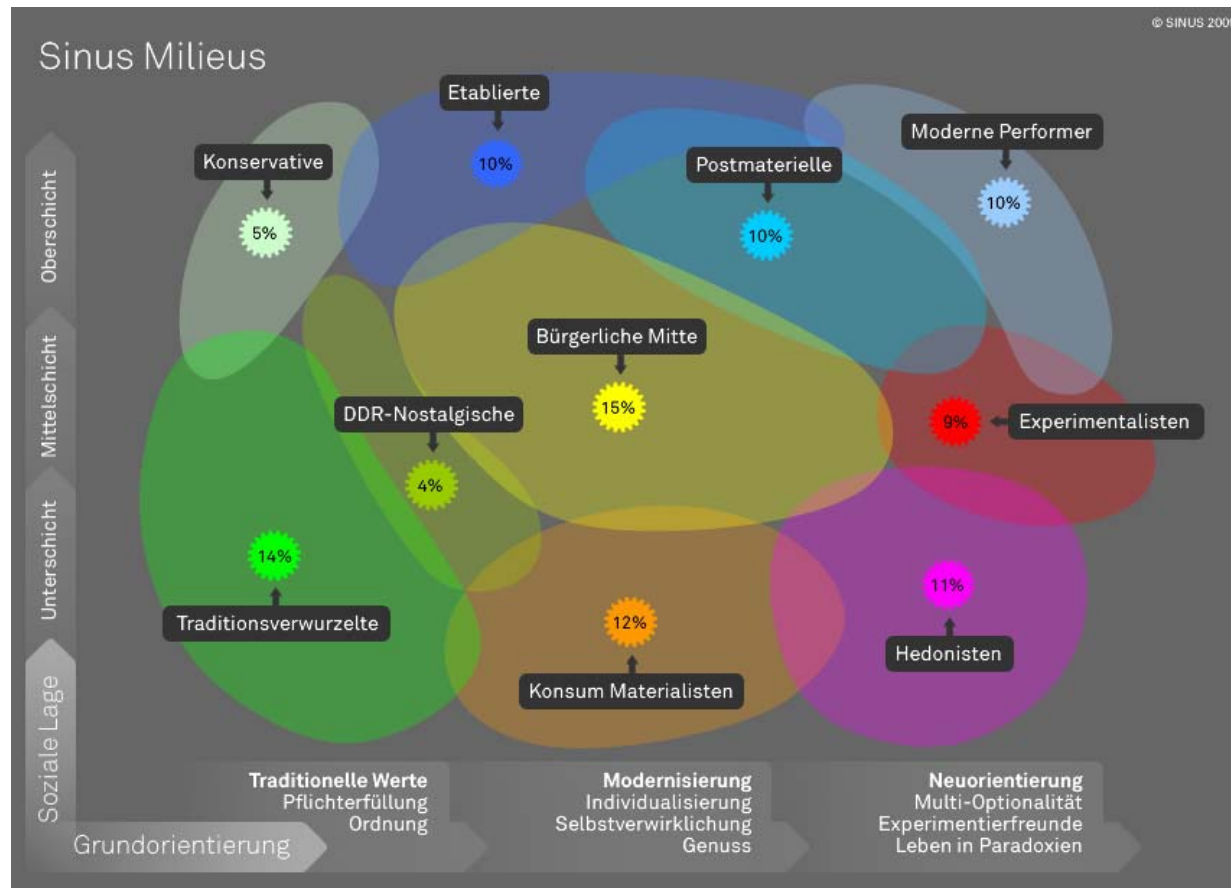 © SINUS 2009
Sinus Milieus
Etablierte
10%
Konservative
5%
Postmaterielle
10%
Moderne Performer
10%
Bürgerliche Mitte
15%
DDR-Nostalgische
4%
9%
Experimentalisten
14%
Traditionsverwurzelte
12%
Konsum Materialisten
11%
Hedonisten
Oberschicht
Mittelschicht
Unterschicht
Soziale Lage
Grundorientierung
Traditionelle Werte
Pflichterfüllung
Ordnung
Modernisierung
Individualisierung
Selbstverwirklichung
Genuss
Neuorientierung
Multi-Optionalität
Experimentierfreunde
Leben in Paradoxien